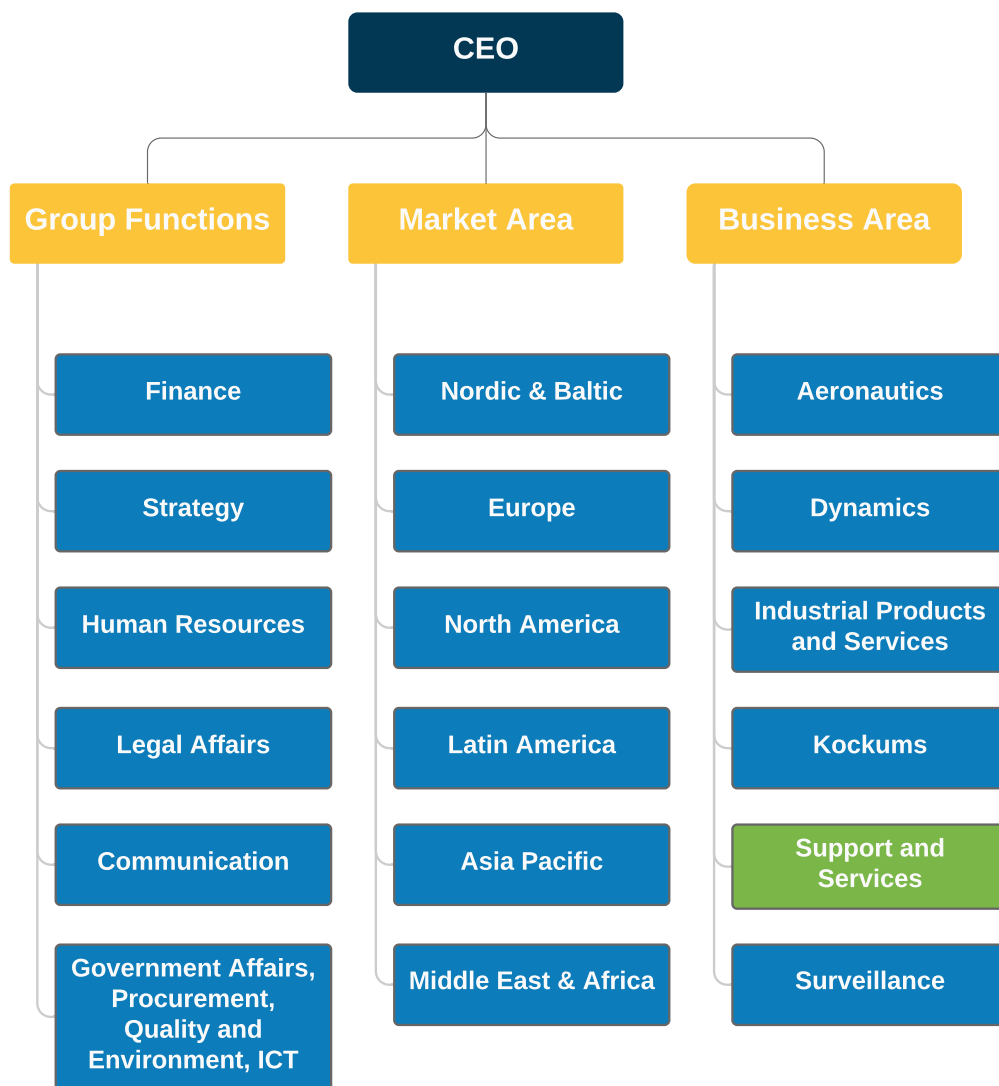 CEO
Group Functions
Market Area
Business Area
Finance
Nordic & Baltic
Aeronautics
Strategy
Europe
Dynamics
Human Resources
North America
Industrial Products
and Services
Legal Affairs
Latin America
Kockums
Communication
Asia Pacific
Support and
Services
Government Affairs,
Procurement,
Quality and
Environment, ICT
Middle East & Africa
Surveillance